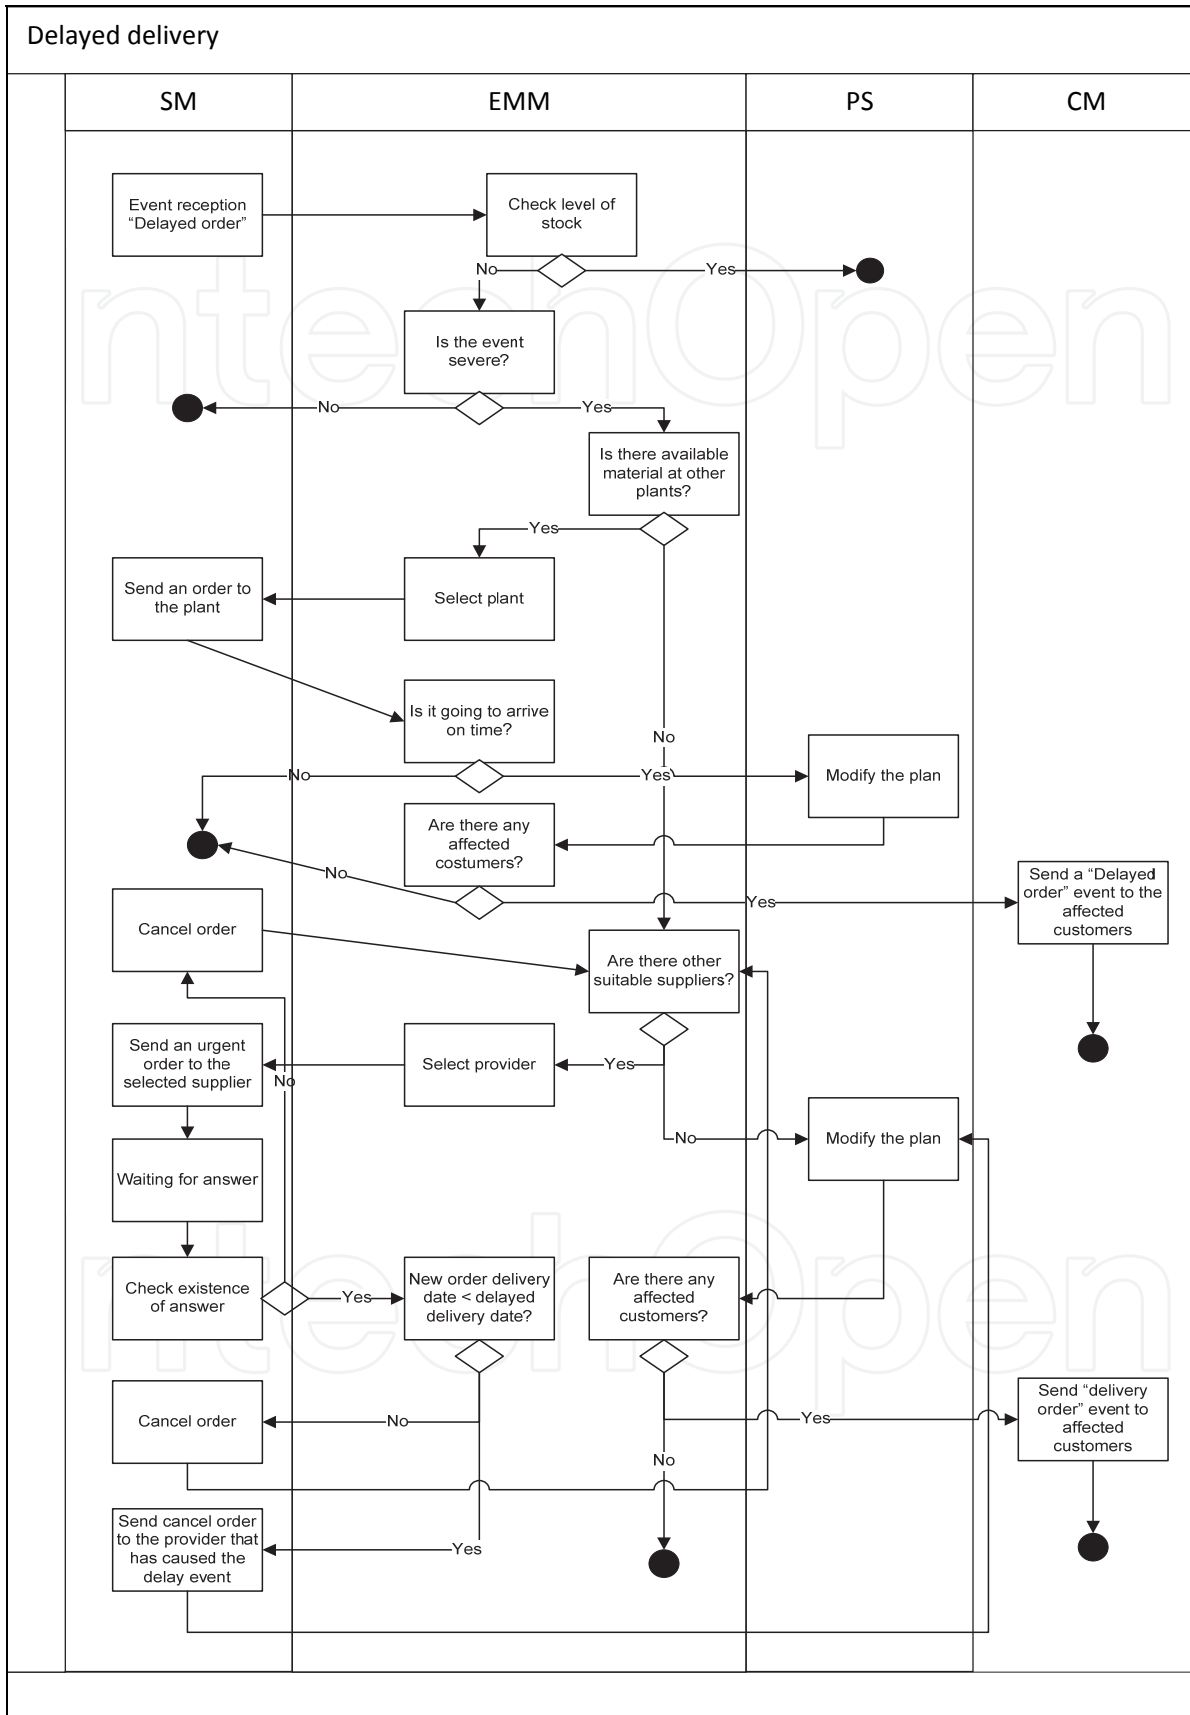 Delayed delivery
SM
EMM
PS
CM
Event reception
“Delayed order”
Check level of
stock
No
Yes
Is the event
severe?
No
Yes
Is there available
material at other
plants?
Yes
Send an order to
the plant
Select plant
Is it going to arrive
on time?
No
No
Yes
Modify the plan
Are there any
affected
costumers?
No
Yes
Send a “Delayed
order” event to the
affected
customers
Cancel order
Are there other
suitable suppliers?
Send an urgent
order to the
selected supplier
No
Select provider
Yes
No
Modify the plan
Waiting for answer
Check existence
of answer
Yes
New order delivery
date < delayed
delivery date?
Are there any
affected
customers?
Cancel order
No
Yes
Send “delivery
order” event to
affected
customers
No
Send cancel order
to the provider that
has caused the
delay event
Yes
ntechOpen
ntechOpen